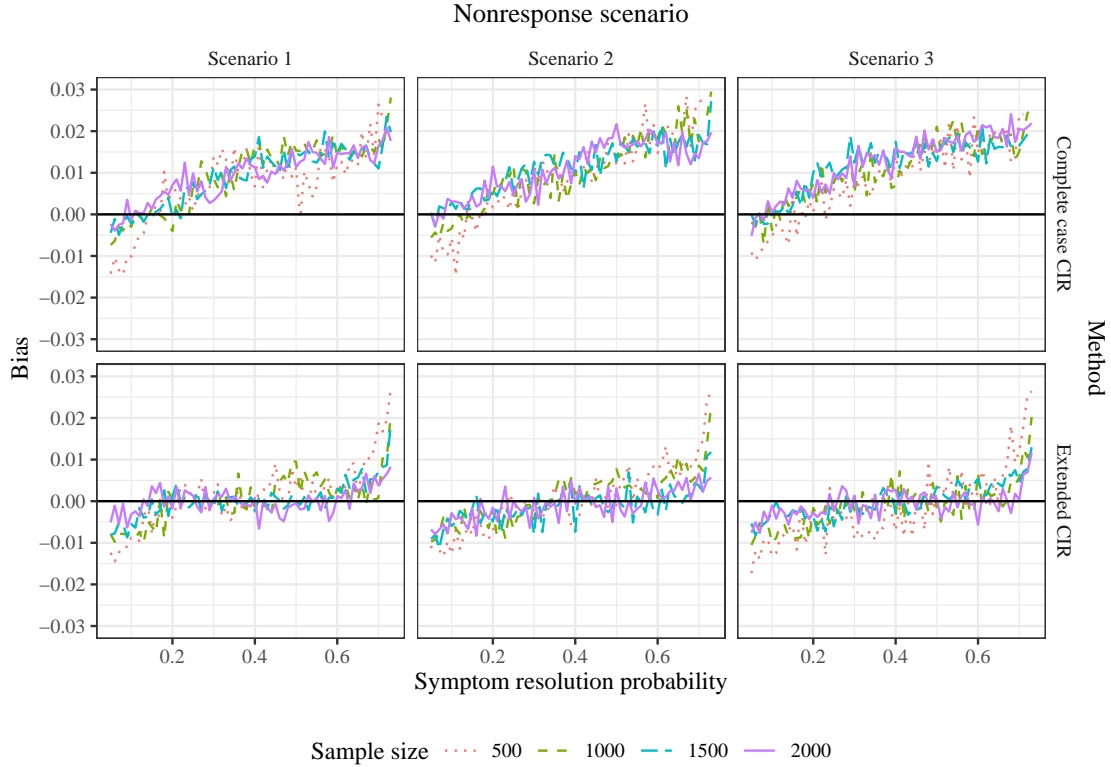 Nonresponse scenario
Scenario 1
Scenario 2
Scenario 3
0.03
0.02
0.01
0.00
−0.01
−0.02
−0.03
Complete case CIR
0.03
0.02
0.01
0.00
−0.01
−0.02
−0.03
Extended CIR
Bias
Method
0.2 0.4 0.6 0.2 0.4 0.6 0.2 0.4 0.6
Symptom resolution probability
Sample size 500 1000 1500 2000